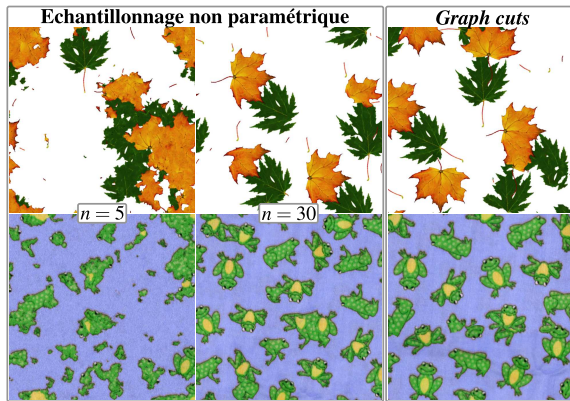 Echantillonnage non paramétrique
Graph cuts
n = 5
n = 30